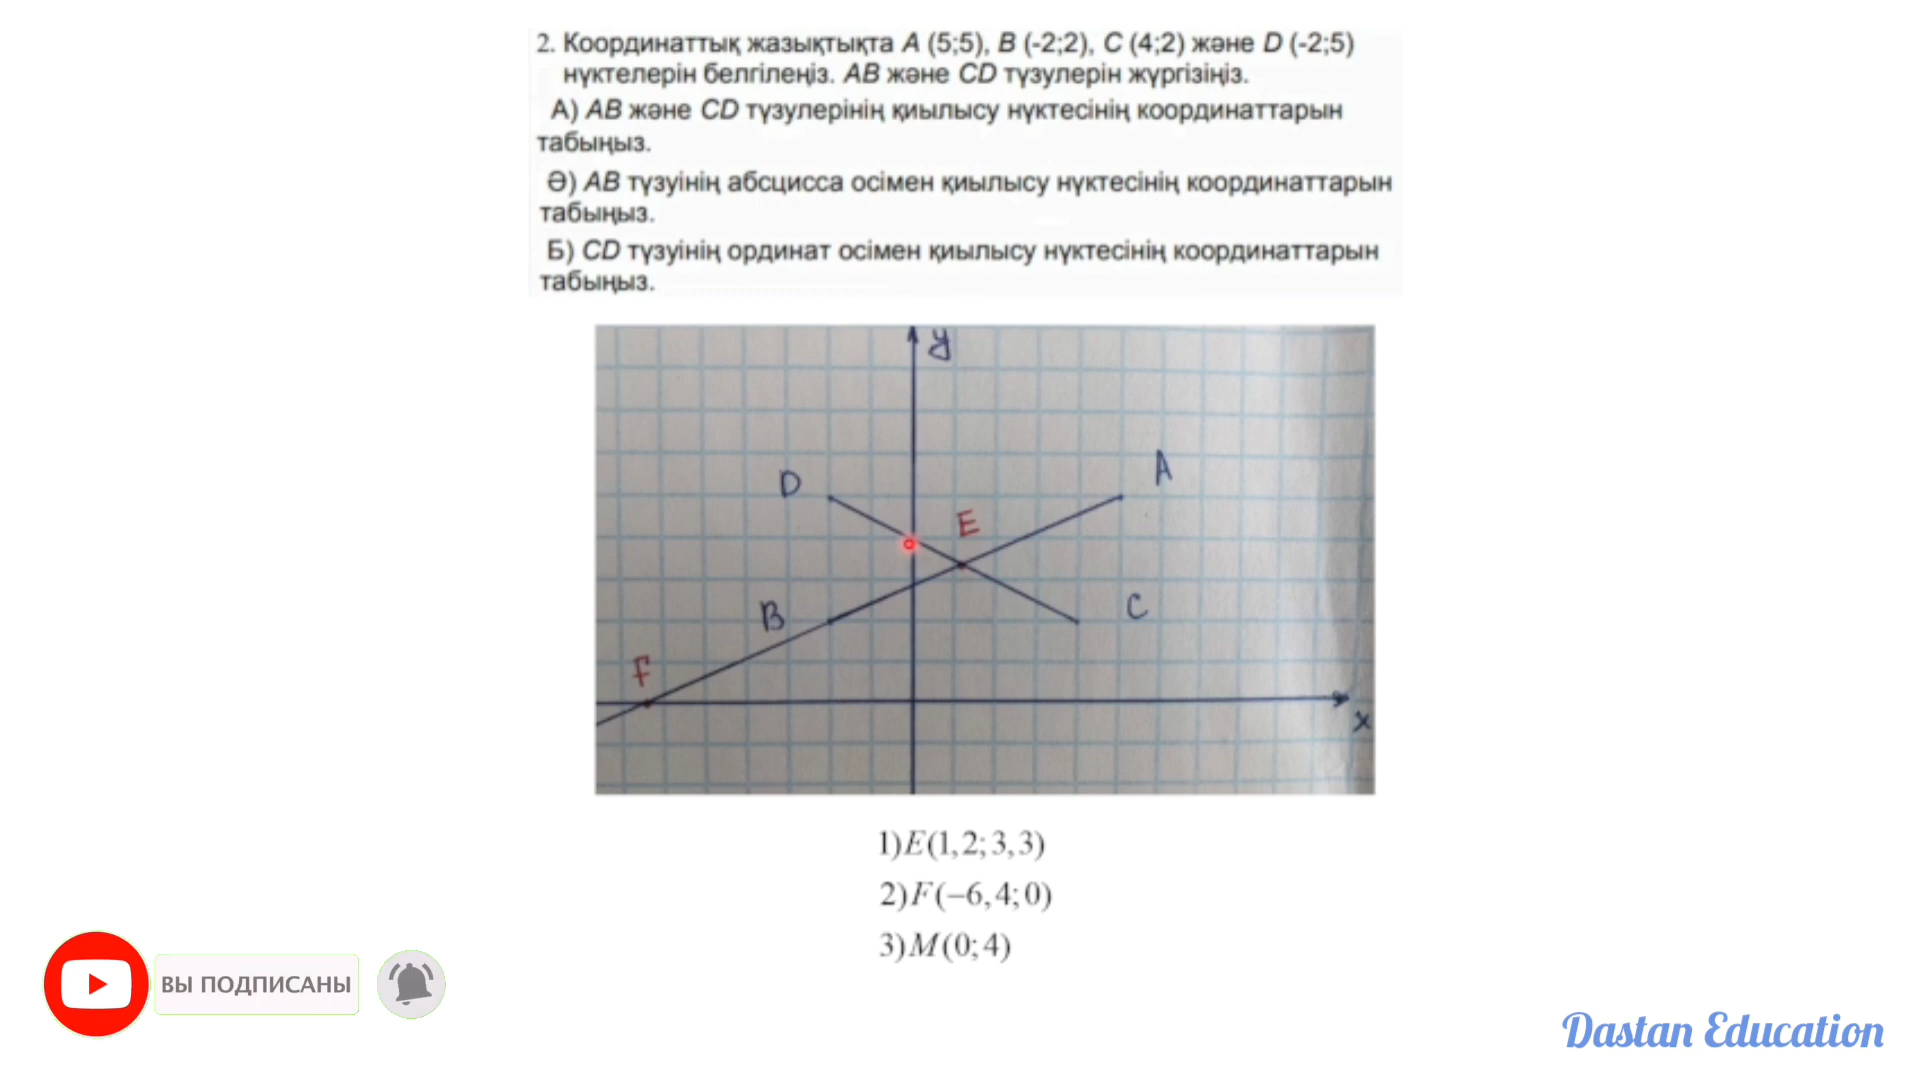 2. Координаттық жазықтықта A (5;5), B (-2;2), C (4;2) және D (-2;5)
нүктелерін белгілеңіз. AB және CD түзулерін жүргізіңіз.
А) AB және CD түзулерінің қиылысу нүктесінің координаттарын
табыңыз.
Ә) AB түзуінің абсцисса осімен қиылысу нүктесінің координаттарын
табыңыз.
Б) CD түзуінің ординат осімен қиылысу нүктесінің координаттарын
табыңыз.
y
A
D
E
B
C
F
x
1)E(1,2;3,3)
2)F(–6,4;0)
3)M(0;4)
ВЫ ПОДПИСАНЫ
Dastan Education